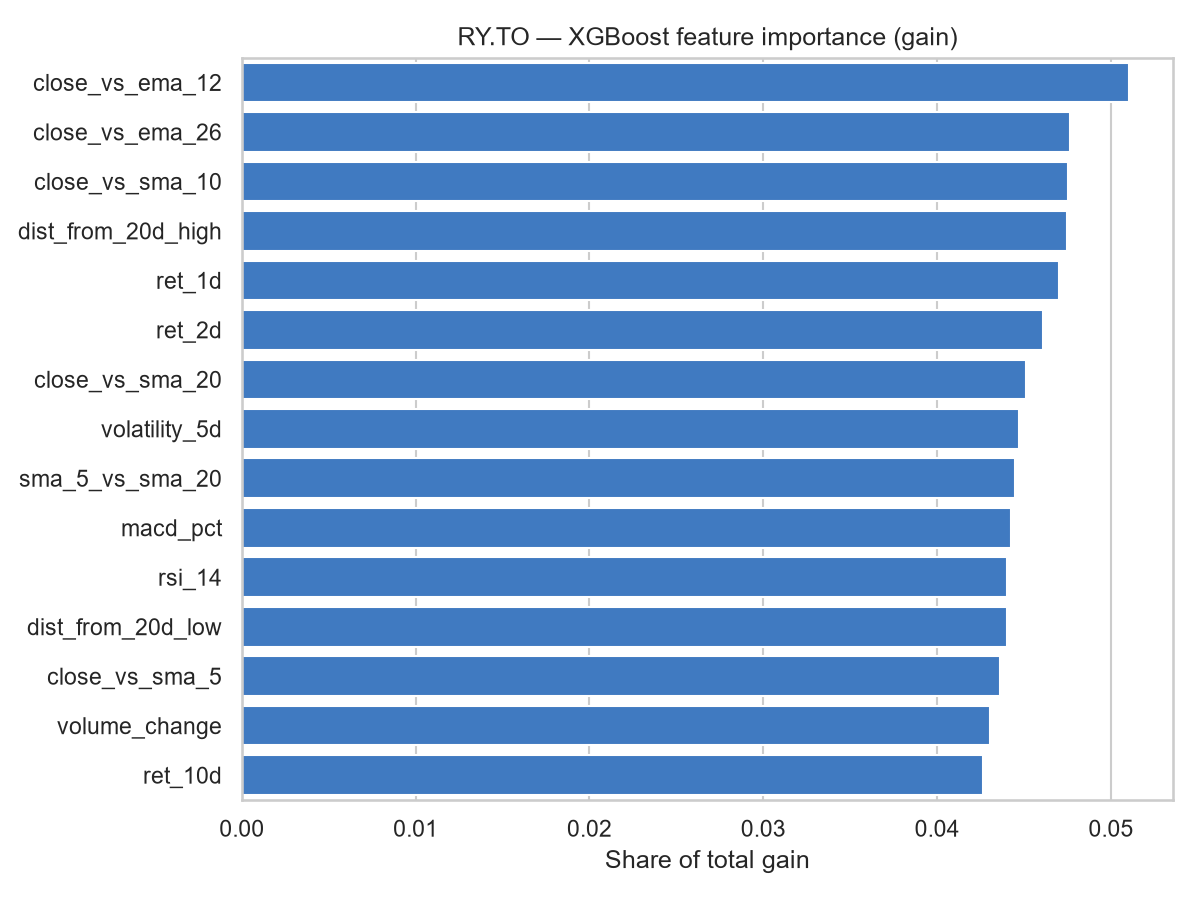 RY.TO — XGBoost feature importance (gain)
close_vs_ema_12
close_vs_ema_26
close_vs_sma_10
dist_from_20d_high
ret_1d
ret_2d
close_vs_sma_20
volatility_5d
sma_5_vs_sma_20
macd_pct
rsi_14
dist_from_20d_low
close_vs_sma_5
volume_change
ret_10d
0.00 0.01 0.02 0.03 0.04 0.05
Share of total gain